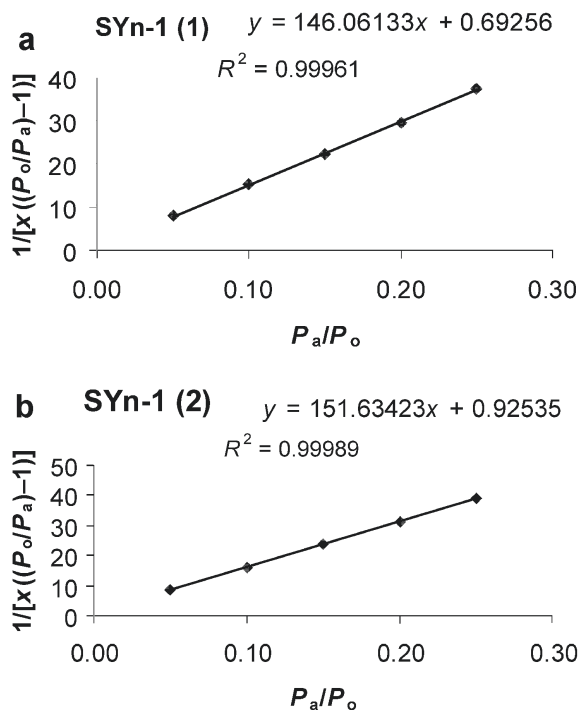 a SYn-1 (1) y = 146.06133x + 0.69256
R² = 0.99961
1/[x((Pₒ/Pₐ)–1)]
40
30
20
10
0
0.00 0.10 0.20 0.30
Pₐ/Pₒ
b SYn-1 (2) y = 151.63423x + 0.92535
R² = 0.99989
1/[x((Pₒ/Pₐ)–1)]
50
40
30
20
10
0
0.00 0.10 0.20 0.30
Pₐ/Pₒ